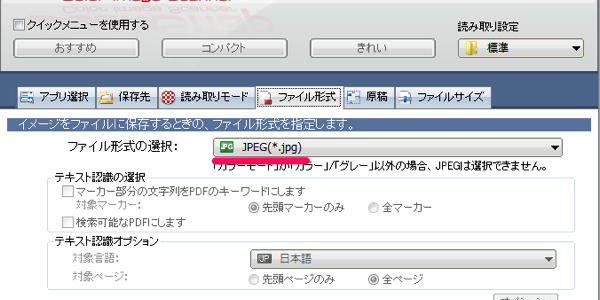 Color Image Scanner
クイックメニューを使用する
読み取り設定
おすすめ
コンパクト
きれい
標準
アプリ選択
保存先
読み取りモード
ファイル形式
原稿
ファイルサイズ
イメージをファイルに保存するときの、ファイル形式を指定します。
ファイル形式の選択:
JPG JPEG(*.jpg)
「カラーモード」が「カラー」/「グレー」以外の場合、JPEGは選択できません。
テキスト認識の選択
マーカー部分の文字列をPDFのキーワードにします
対象マーカー:
先頭マーカーのみ
全マーカー
検索可能なPDFにします
テキスト認識オプション
対象言語:
JP 日本語
対象ページ:
先頭ページのみ
全ページ